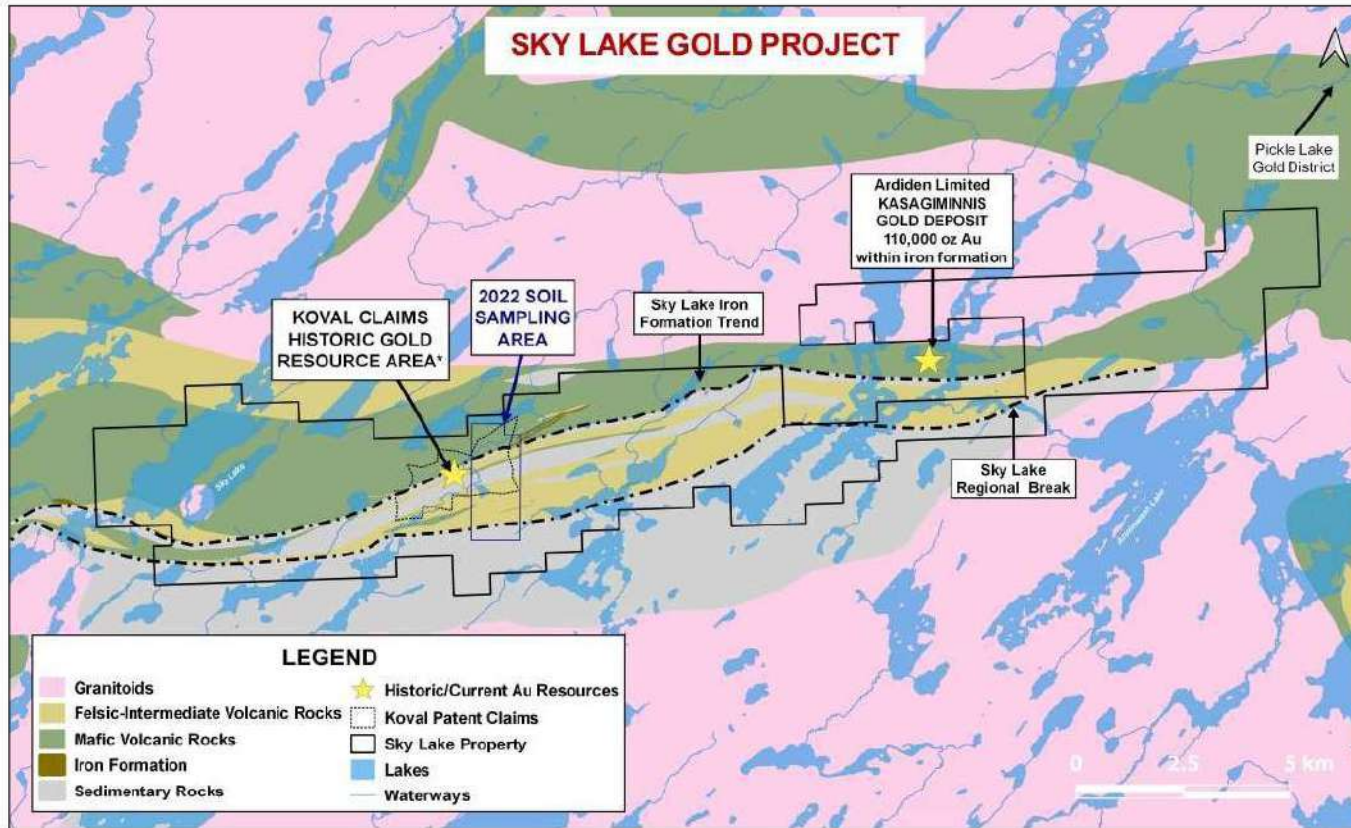 SKY LAKE GOLD PROJECT
Pickle Lake
Gold District
Ardiden Limited
KASAGIMINNIS
GOLD DEPOSIT
110,000 oz Au
within iron formation
2022 SOIL
SAMPLING
AREA
Sky Lake Iron
Formation Trend
KOVAL CLAIMS
HISTORIC GOLD
RESOURCE AREA*
Sky Lake
Sky Lake
Regional Break
LEGEND
Granitoids
Felsic-Intermediate Volcanic Rocks
Mafic Volcanic Rocks
Iron Formation
Sedimentary Rocks
Historic/Current Au Resources
Koval Patent Claims
Sky Lake Property
Lakes
Waterways
0 2.5 5 km